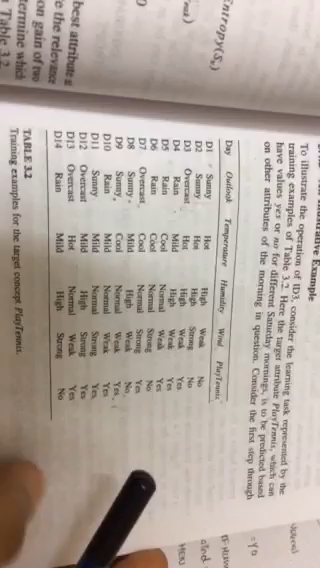 Entropy(Sv)
best attribute
the relevance
on gain of two
termine which
Table 3.2.
Illustrative Example
To illustrate the operation of ID3, consider the learning task represented by the
training examples of Table 3.2. Here the target attribute PlayTennis, which can
have values yes or no for different Saturday mornings, is to be predicted based
on other attributes of the morning in question. Consider the first step through
Day Outlook Temperature Humidity Wind PlayTennis
D1 Sunny Hot High Weak No
D2 Sunny Hot High Strong No
D3 Overcast Hot High Weak Yes
D4 Rain Mild High Weak Yes
D5 Rain Cool Normal Weak Yes
D6 Rain Cool Normal Strong No
D7 Overcast Cool Normal Strong Yes
D8 Sunny Mild High Weak No
D9 Sunny Cool Normal Weak Yes
D10 Rain Mild Normal Weak Yes
D11 Sunny Mild Normal Strong Yes
D12 Overcast Mild High Strong Yes
D13 Overcast Hot Normal Weak Yes
D14 Rain Mild High Strong No
TABLE 3.2
Training examples for the target concept PlayTennis.